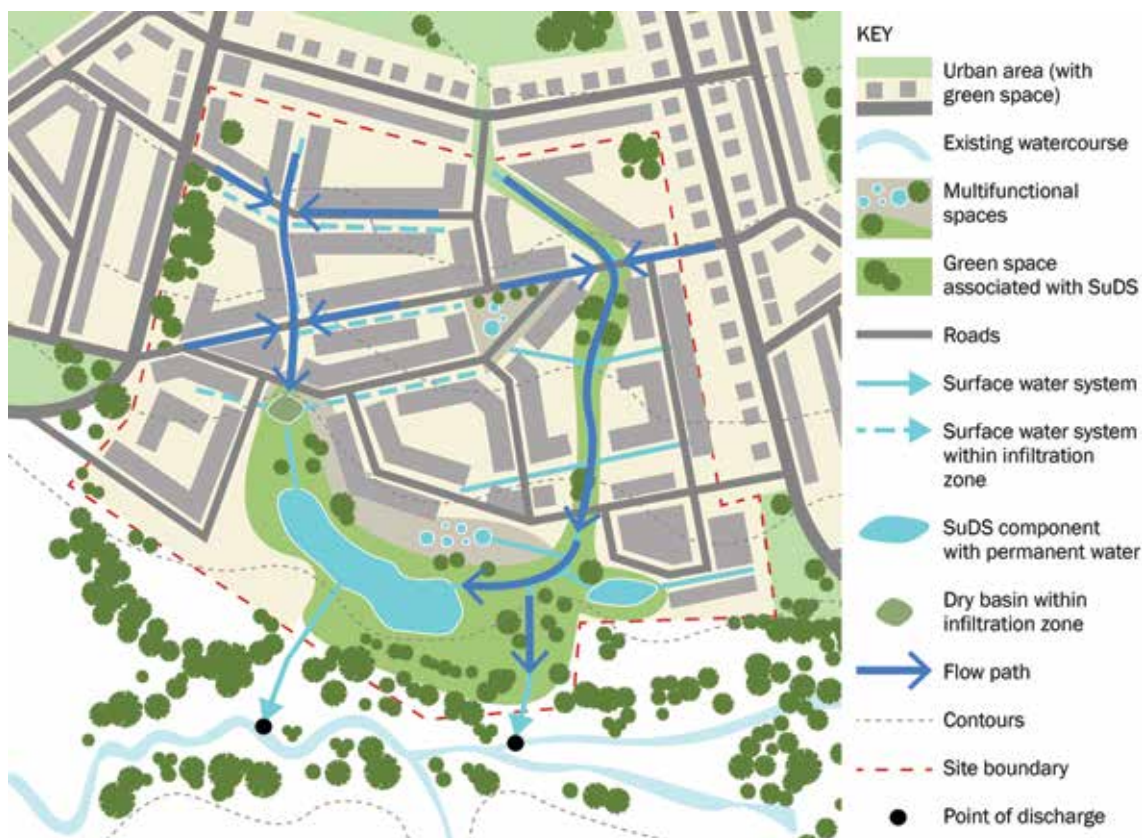 KEY
Urban area (with
green space)
Existing watercourse
Multifunctional
spaces
Green space
associated with SuDS
Roads
Surface water system
Surface water system
within infiltration
zone
SuDS component
with permanent water
Dry basin within
infiltration zone
Flow path
Contours
Site boundary
Point of discharge